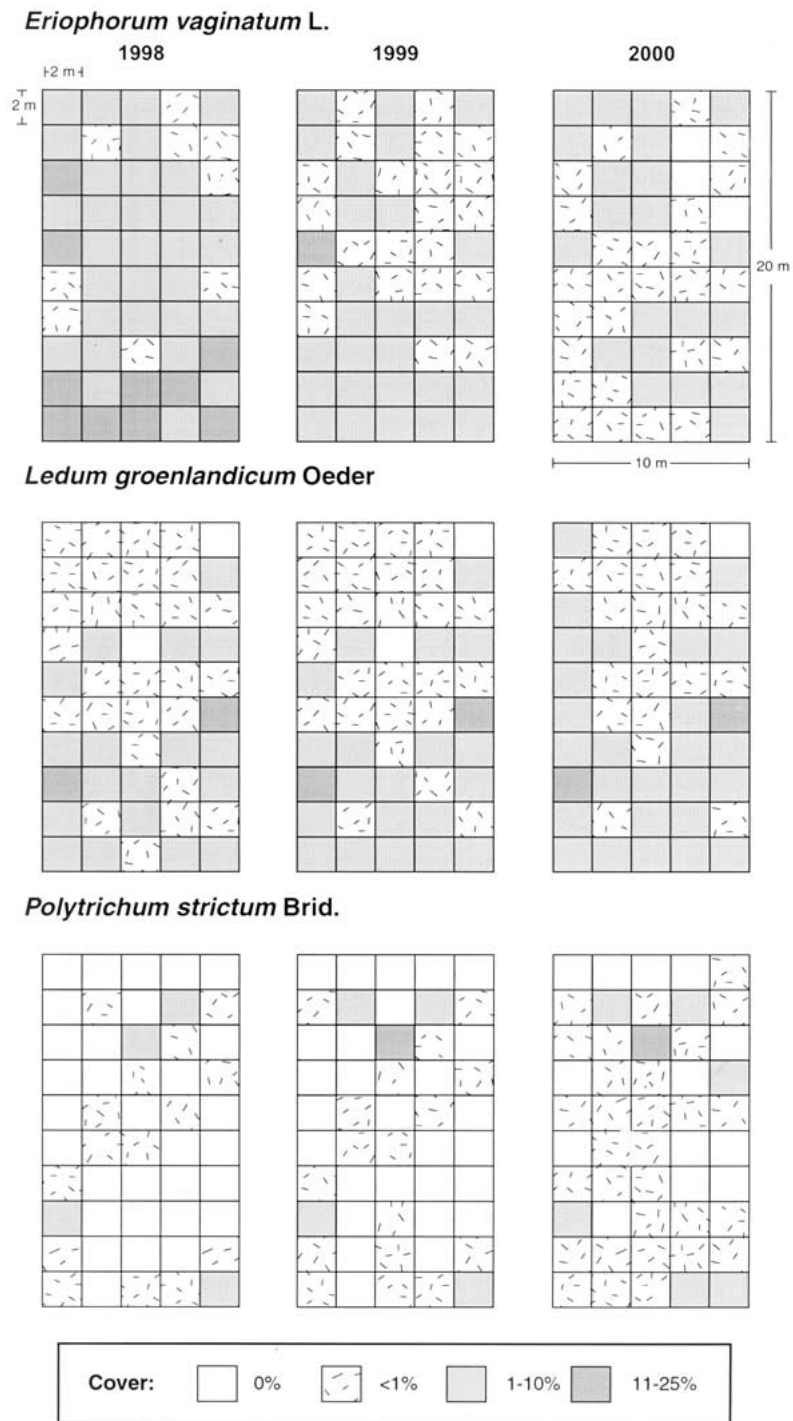 Eriophorum vaginatum L.
1998 1999 2000
2 m
2 m
20 m
10 m
Ledum groenlandicum Oeder
Polytrichum strictum Brid.
Cover: 0% <1% 1-10% 11-25%